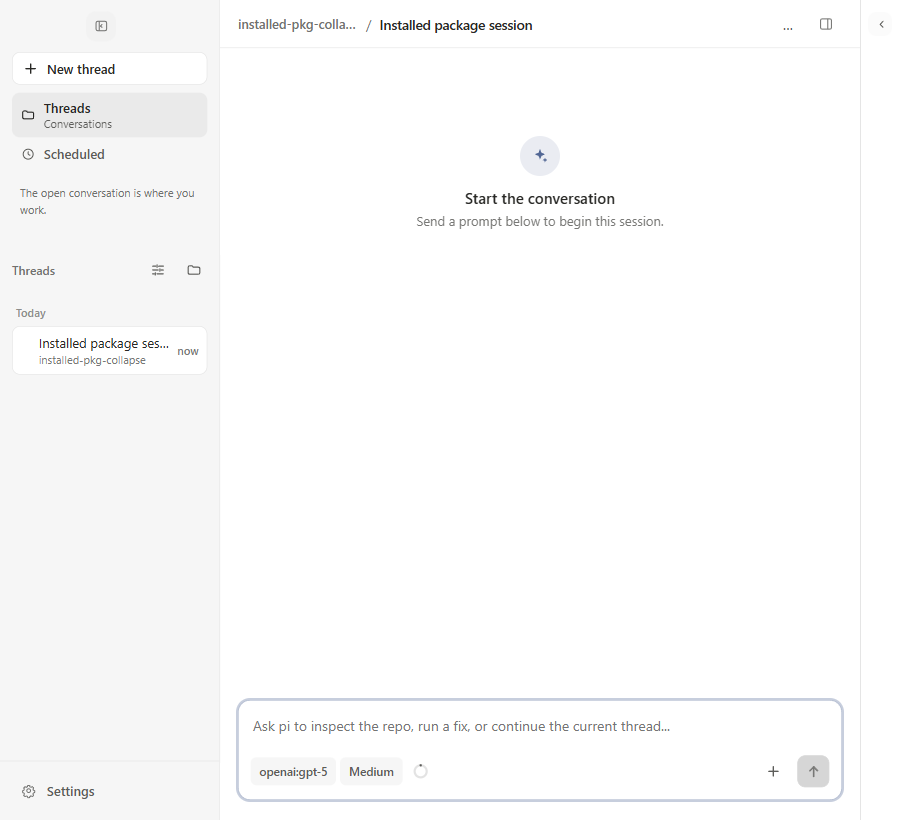 New thread
Threads
Conversations
Scheduled
The open conversation is where you
work.
Threads
Today
Installed package ses...
installed-pkg-collapse
now
Settings
installed-pkg-colla... / Installed package session
...
Start the conversation
Send a prompt below to begin this session.
Ask pi to inspect the repo, run a fix, or continue the current thread...
openai:gpt-5 Medium